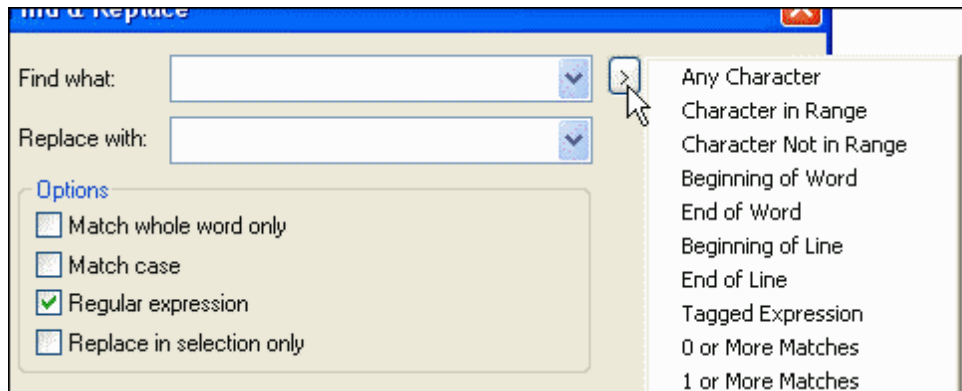 Find & Replace
Find what:
>
Replace with:
Options
Match whole word only
Match case
Regular expression
Replace in selection only
Any Character
Character in Range
Character Not in Range
Beginning of Word
End of Word
Beginning of Line
End of Line
Tagged Expression
0 or More Matches
1 or More Matches